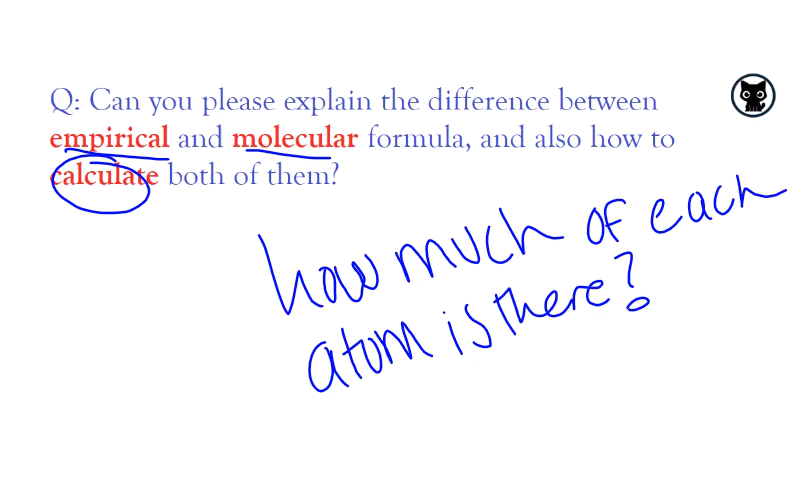 Q: Can you please explain the difference between
empirical and molecular formula, and also how to
calculate both of them?
how much of each
atom is there?